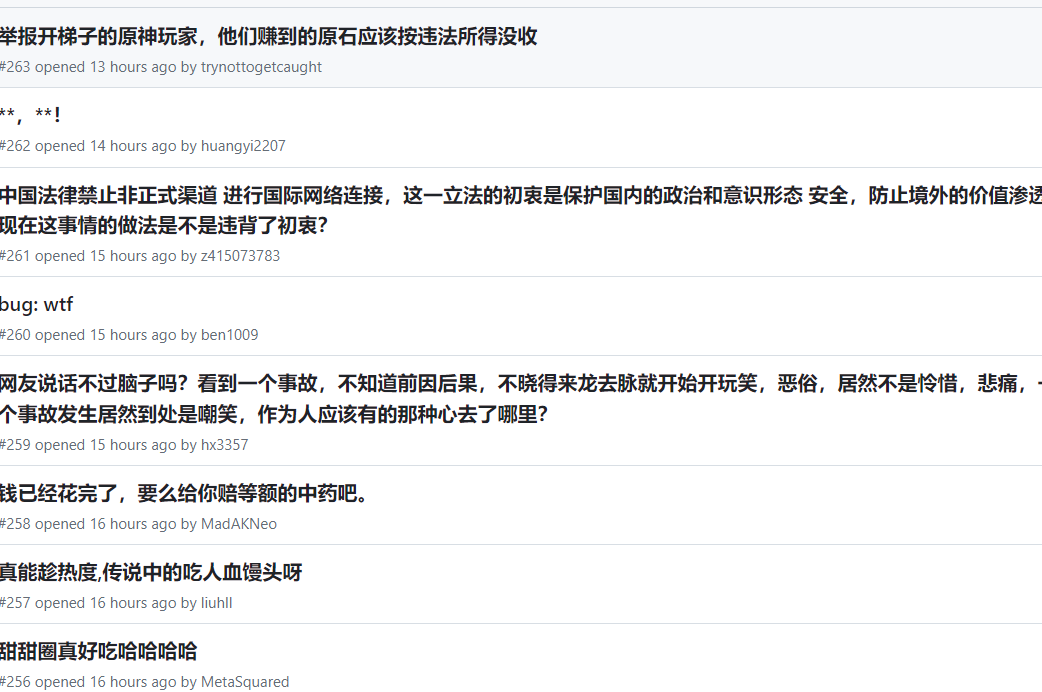 举报开梯子的原神玩家，他们赚到的原石应该按违法所得没收
#263 opened 13 hours ago by trynottogetcaught
**，**！
#262 opened 14 hours ago by huangyi2207
中国法律禁止非正式渠道 进行国际网络连接，这一立法的初衷是保护国内的政治和意识形态 安全，防止境外的价值渗透
现在这事情的做法是不是违背了初衷？
#261 opened 15 hours ago by z415073783
bug: wtf
#260 opened 15 hours ago by ben1009
网友说话不过脑子吗？看到一个事故，不知道前因后果，不晓得来龙去脉就开始开玩笑，恶俗，居然不是怜惜，悲痛，
个事故发生居然到处是嘲笑，作为人应该有的那种心去了哪里？
#259 opened 15 hours ago by hx3357
钱已经花完了，要么给你赔等额的中药吧。
#258 opened 16 hours ago by MadAKNeo
真能趁热度,传说中的吃人血馒头呀
#257 opened 16 hours ago by liuhll
甜甜圈真好吃哈哈哈哈
#256 opened 16 hours ago by MetaSquared